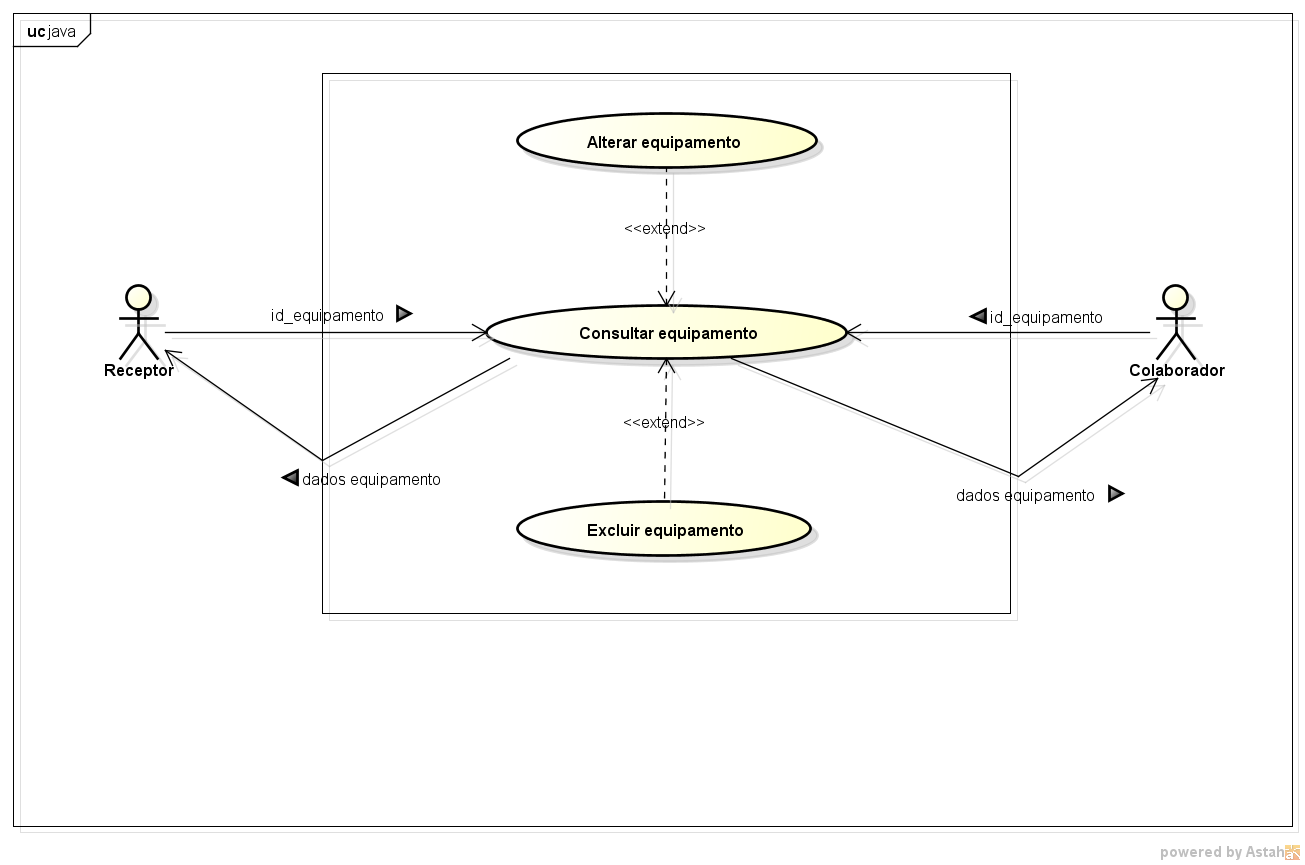 uc java
Alterar equipamento
<<extend>>
id_equipamento
id_equipamento
Consultar equipamento
Receptor
Colaborador
<<extend>>
dados equipamento
dados equipamento
Excluir equipamento
powered by Astah